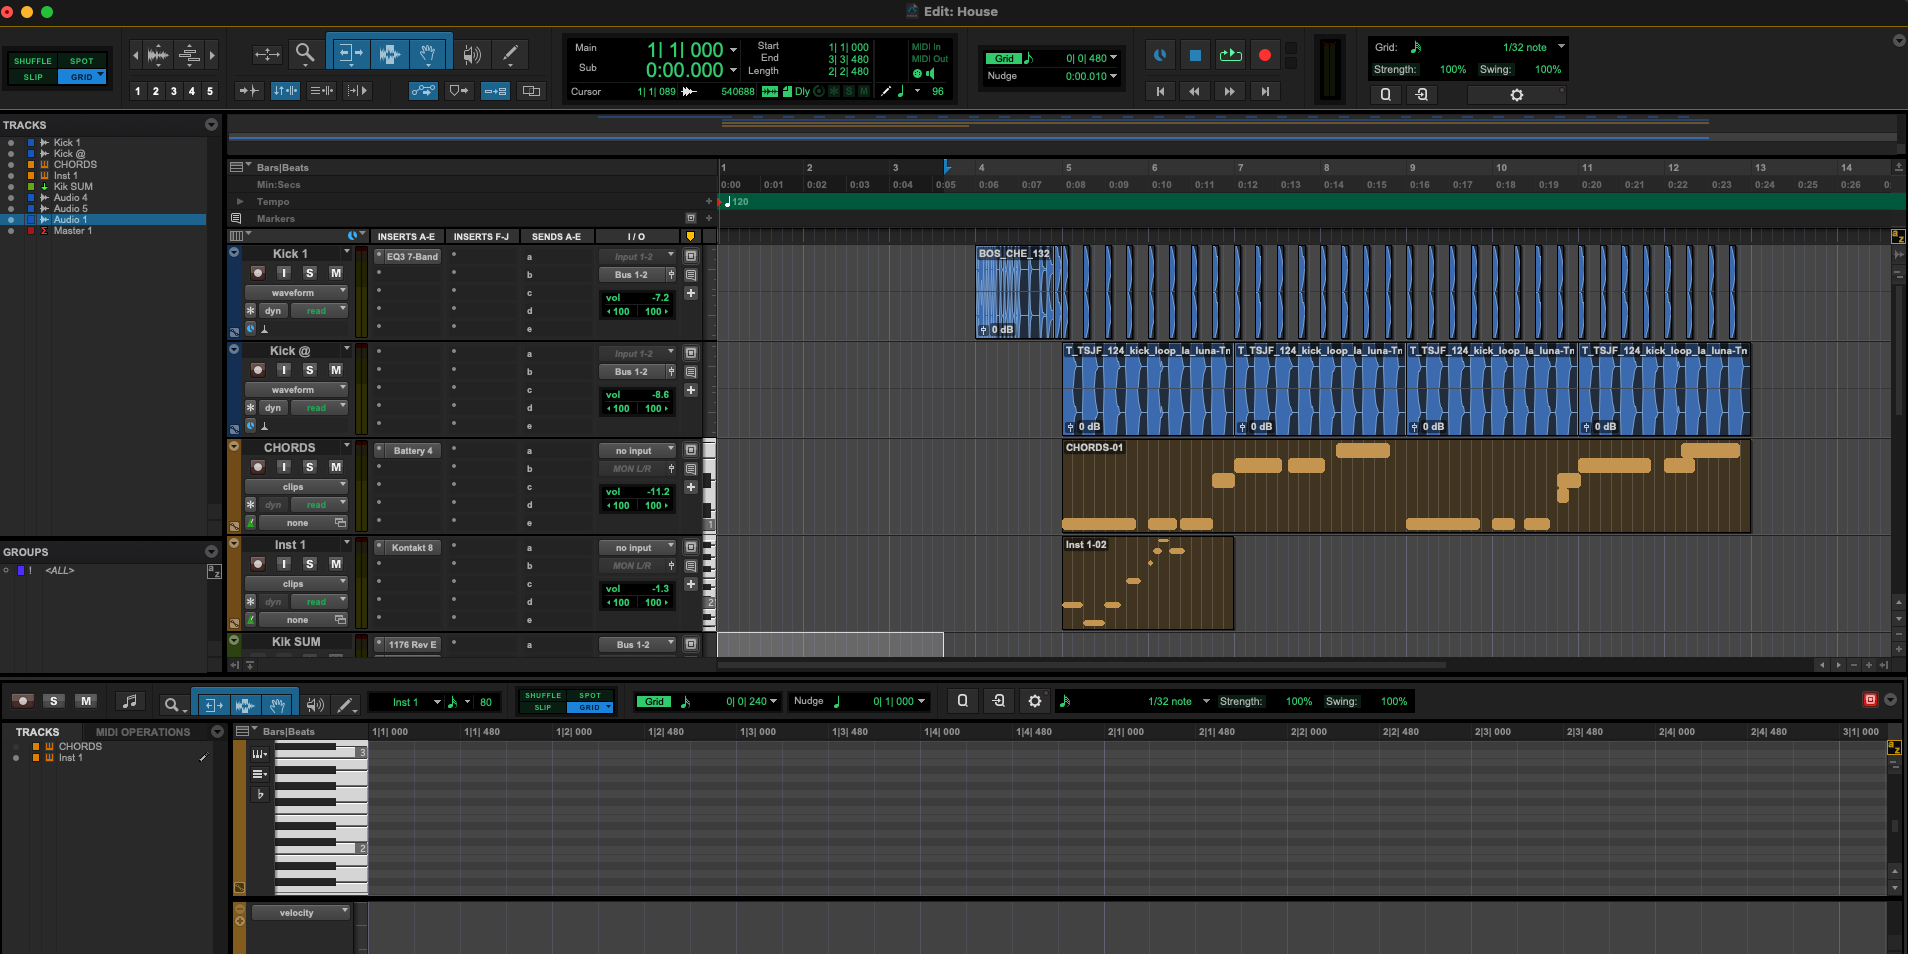 Edit: House
SHUFFLE SPOT
SLIP GRID
1 2 3 4 5
Main 1| 1| 000
Sub 0:00.000
Start 1| 1| 000
End 3| 3| 480
Length 2| 2| 480
MIDI In
MIDI Out
Cursor 1| 1| 089 540688 Dly S M 96
Grid 0| 0| 480
Nudge 0:00.010
Grid: 1/32 note
Strength: 100% Swing: 100%
Q
TRACKS
Kick 1
Kick @
CHORDS
Inst 1
Kik SUM
Audio 4
Audio 5
Audio 1
Master 1
GROUPS
! <ALL>
a z
Bars|Beats 1 2 3 4 5 6 7 8 9 10 11 12 13 14
Min:Secs 0:00 0:01 0:02 0:03 0:04 0:05 0:06 0:07 0:08 0:09 0:10 0:11 0:12 0:13 0:14 0:15 0:16 0:17 0:18 0:19 0:20 0:21 0:22 0:23 0:24 0:25 0:26 0:
Tempo 120
Markers
INSERTS A-E INSERTS F-J SENDS A-E I / O
Kick 1 EQ3 7-Band a Input 1-2 BOS_CHE_132
I S M b Bus 1-2
waveform c vol -7.2
dyn read d 100 100
e 0 dB
Kick @ a Input 1-2 T_TSJF_124_kick_loop_la_luna-Tn T_TSJF_124_kick_loop_la_luna-Tn T_TSJF_124_kick_loop_la_luna-Tn T_TSJF_124_kick_loop_la_luna-Tn
I S M b Bus 1-2
waveform c vol -8.6
dyn read d 100 100
e 0 dB 0 dB 0 dB 0 dB
CHORDS Battery 4 a no input CHORDS-01
I S M b MON L/R
clips c vol -11.2
dyn read d 100 100
none e 1
Inst 1 Kontakt 8 a no input Inst 1-02
I S M b MON L/R
clips c vol -1.3
dyn read d 100 100 2
none e
Kik SUM 1176 Rev E a Bus 1-2
S M Inst 1 80
SHUFFLE SPOT
SLIP GRID
Grid 0| 0| 240 Nudge 0| 1| 000 Q 1/32 note Strength: 100% Swing: 100%
TRACKS MIDI OPERATIONS
CHORDS
Inst 1
Bars|Beats 1|1| 000 1|1| 480 1|2| 000 1|2| 480 1|3| 000 1|3| 480 1|4| 000 1|4| 480 2|1| 000 2|1| 480 2|2| 000 2|2| 480 2|3| 000 2|3| 480 2|4| 000 2|4| 480 3|1| 000
3
2
velocity